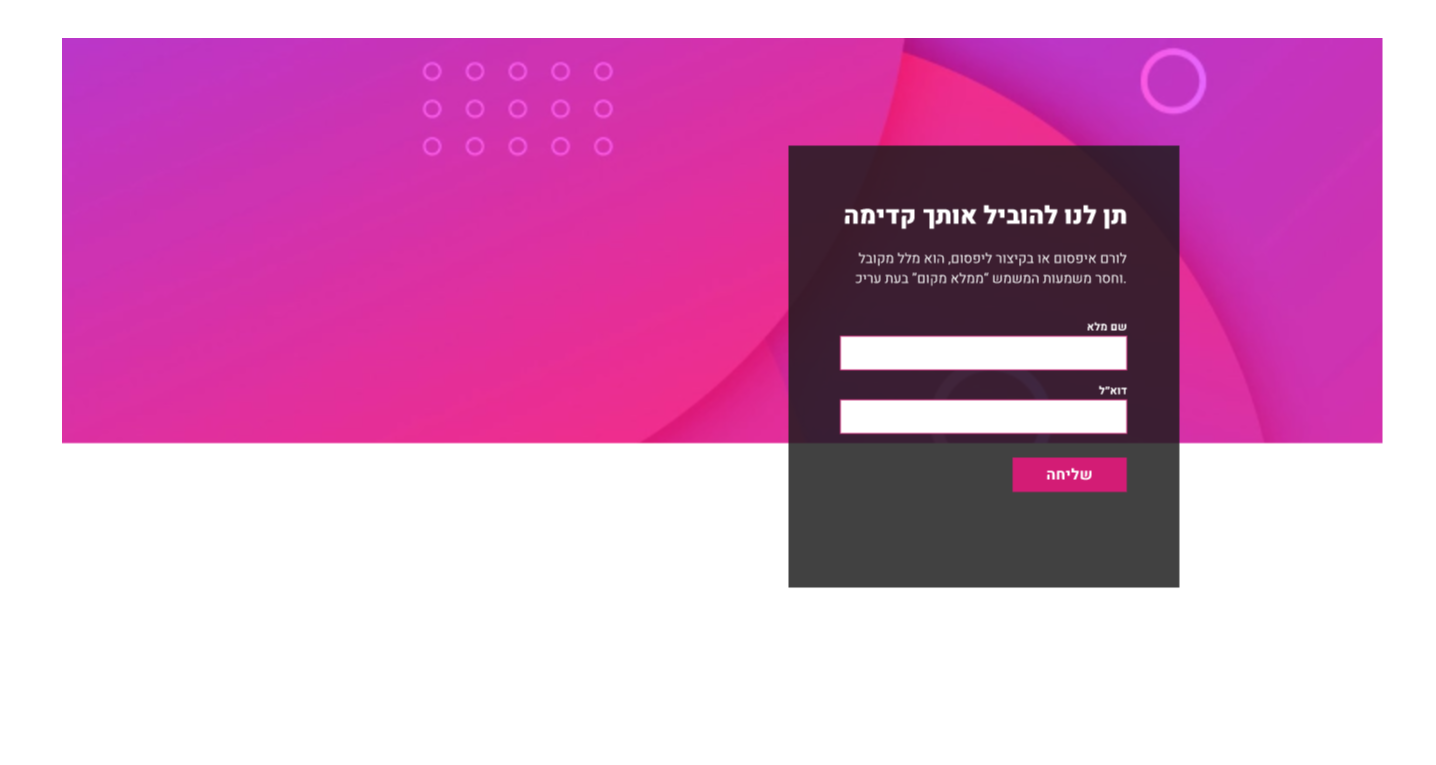 תן לנו להוביל אותך קדימה
לורם איפסום או בקיצור ליפסום, הוא מלל מקובל
וחסר משמעות המשמש "ממלא מקום" בעת עריכ.
שם מלא
דוא"ל
שליחה